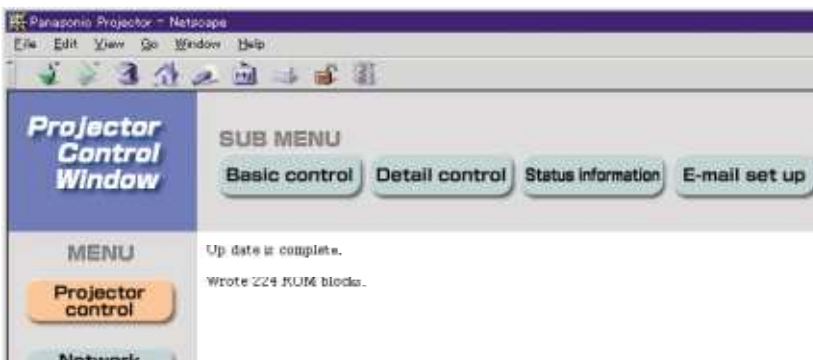 Panasonic Projector - Netscape
File Edit View Go Window Help
Projector
Control
Window
SUB MENU
Basic control Detail control Status information E-mail set up
MENU
Up date is complete.
Wrote 224 ROM blocks.
Projector
control
Network